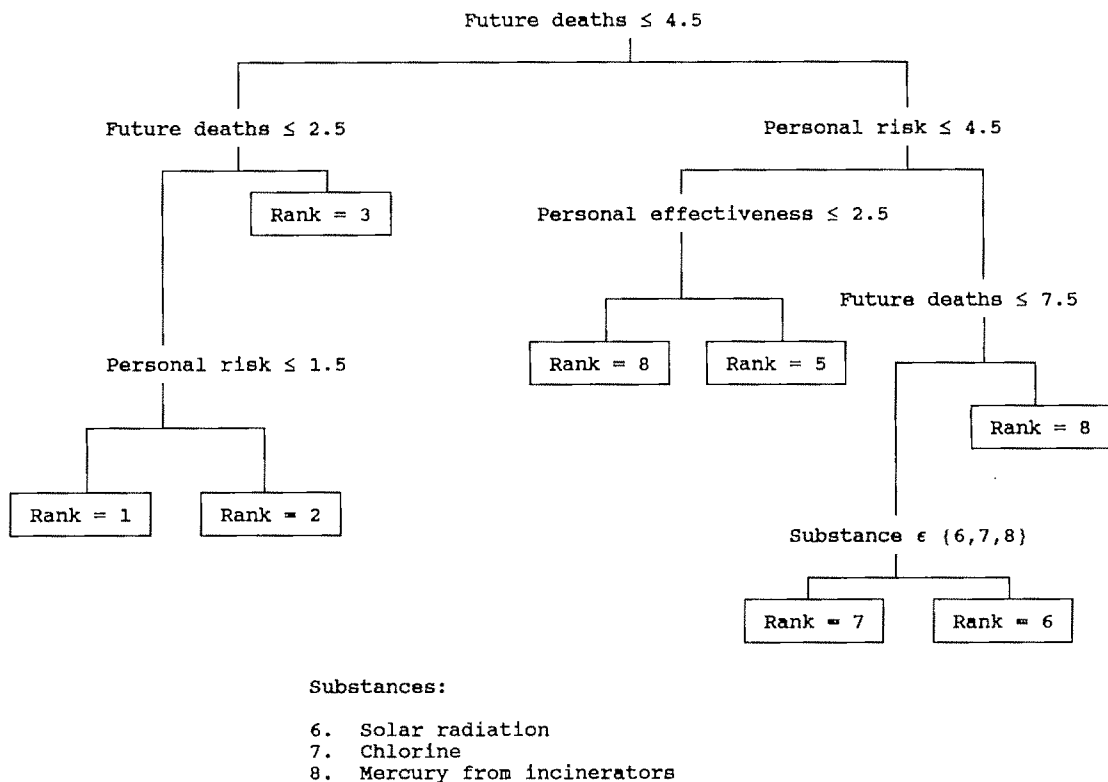 Future deaths ≤ 4.5
Future deaths ≤ 2.5
Personal risk ≤ 4.5
Rank = 3
Personal effectiveness ≤ 2.5
Future deaths ≤ 7.5
Personal risk ≤ 1.5
Rank = 8
Rank = 5
Rank = 8
Rank = 1
Rank = 2
Substance ϵ {6,7,8}
Rank = 7
Rank = 6
Substances:
6. Solar radiation
7. Chlorine
8. Mercury from incinerators